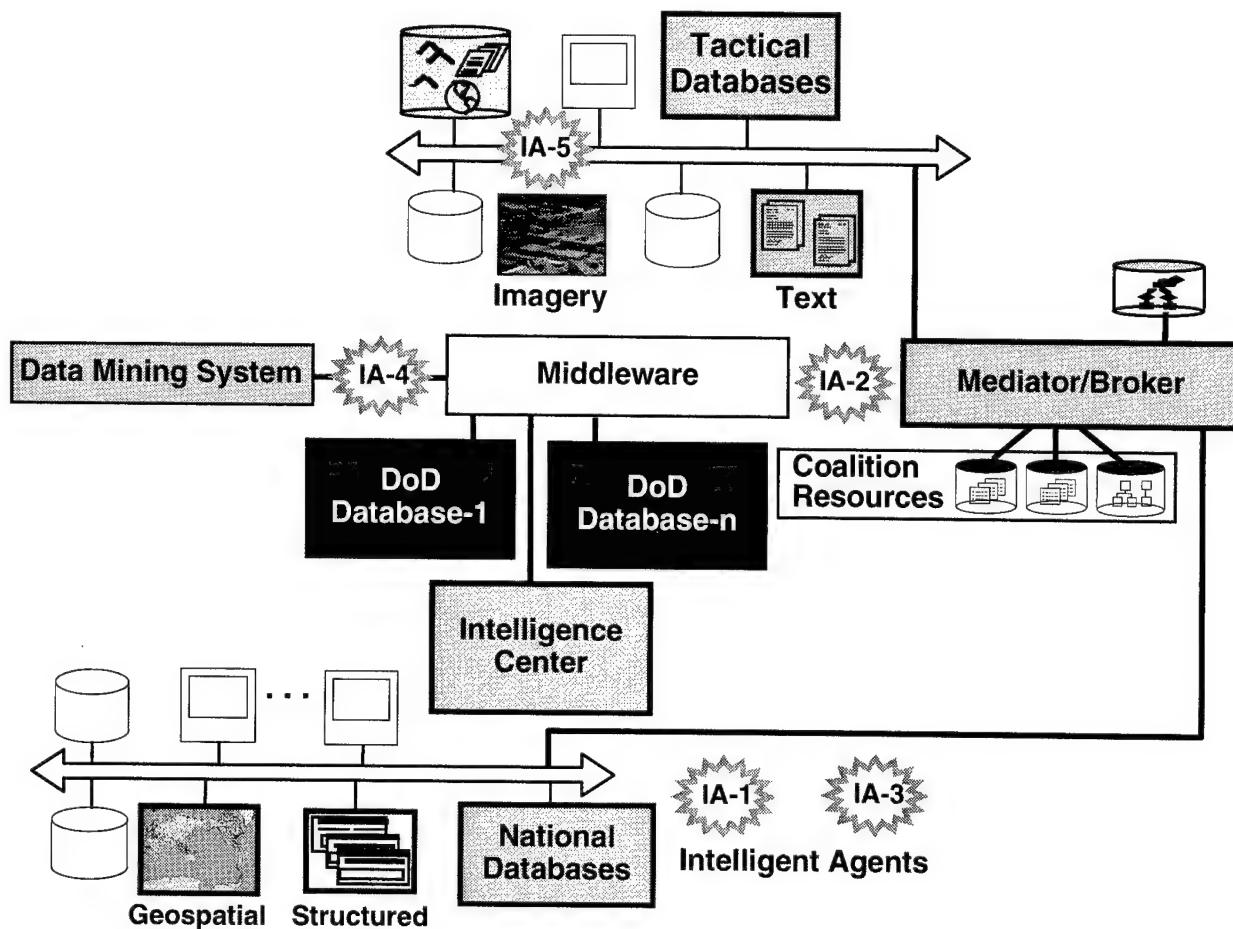 Tactical
Databases
IA-5
Imagery
Text
Data Mining System
IA-4
Middleware
IA-2
Mediator/Broker
DoD
Database-1
DoD
Database-n
Coalition
Resources
Intelligence
Center
. . .
IA-1
IA-3
National
Databases
Intelligent Agents
Geospatial
Structured